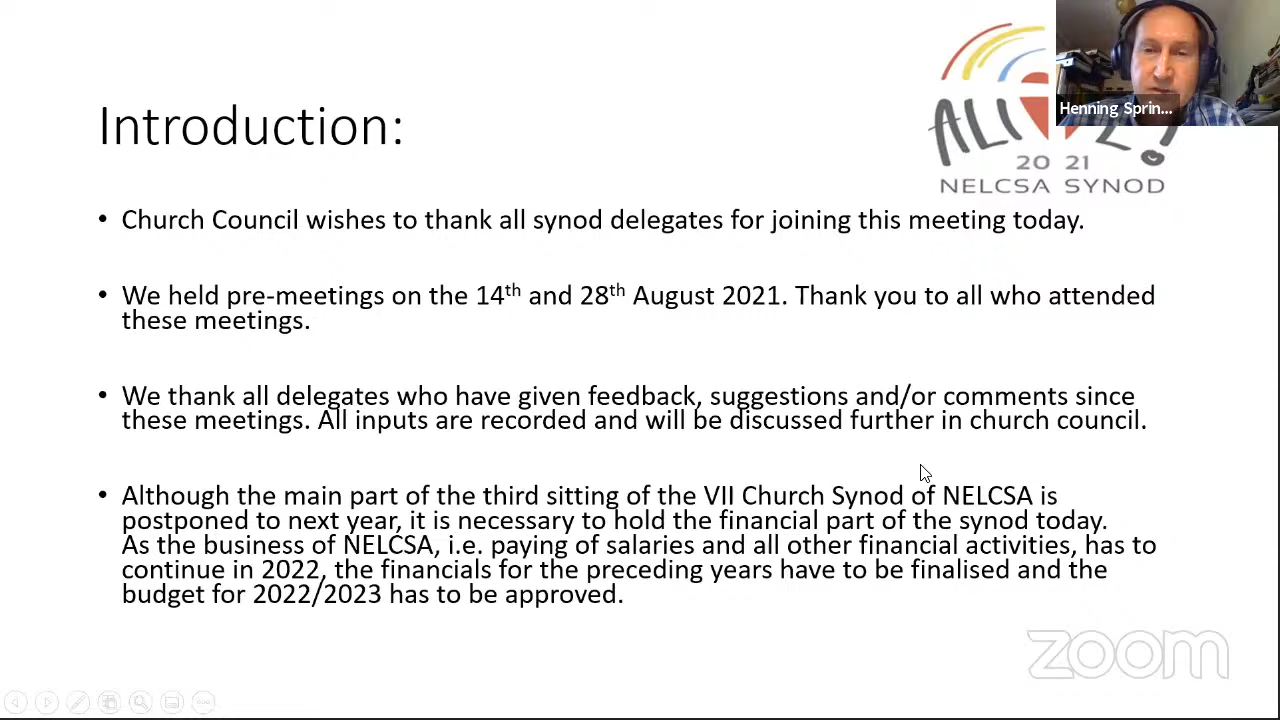 Henning Sprin...
Introduction:
ALIVE!
20 21
NELCSA SYNOD
• Church Council wishes to thank all synod delegates for joining this meeting today.
• We held pre-meetings on the 14th and 28th August 2021. Thank you to all who attended
these meetings.
• We thank all delegates who have given feedback, suggestions and/or comments since
these meetings. All inputs are recorded and will be discussed further in church council.
• Although the main part of the third sitting of the VII Church Synod of NELCSA is
postponed to next year, it is necessary to hold the financial part of the synod today.
As the business of NELCSA, i.e. paying of salaries and all other financial activities, has to
continue in 2022, the financials for the preceding years have to be finalised and the
budget for 2022/2023 has to be approved.
zoom